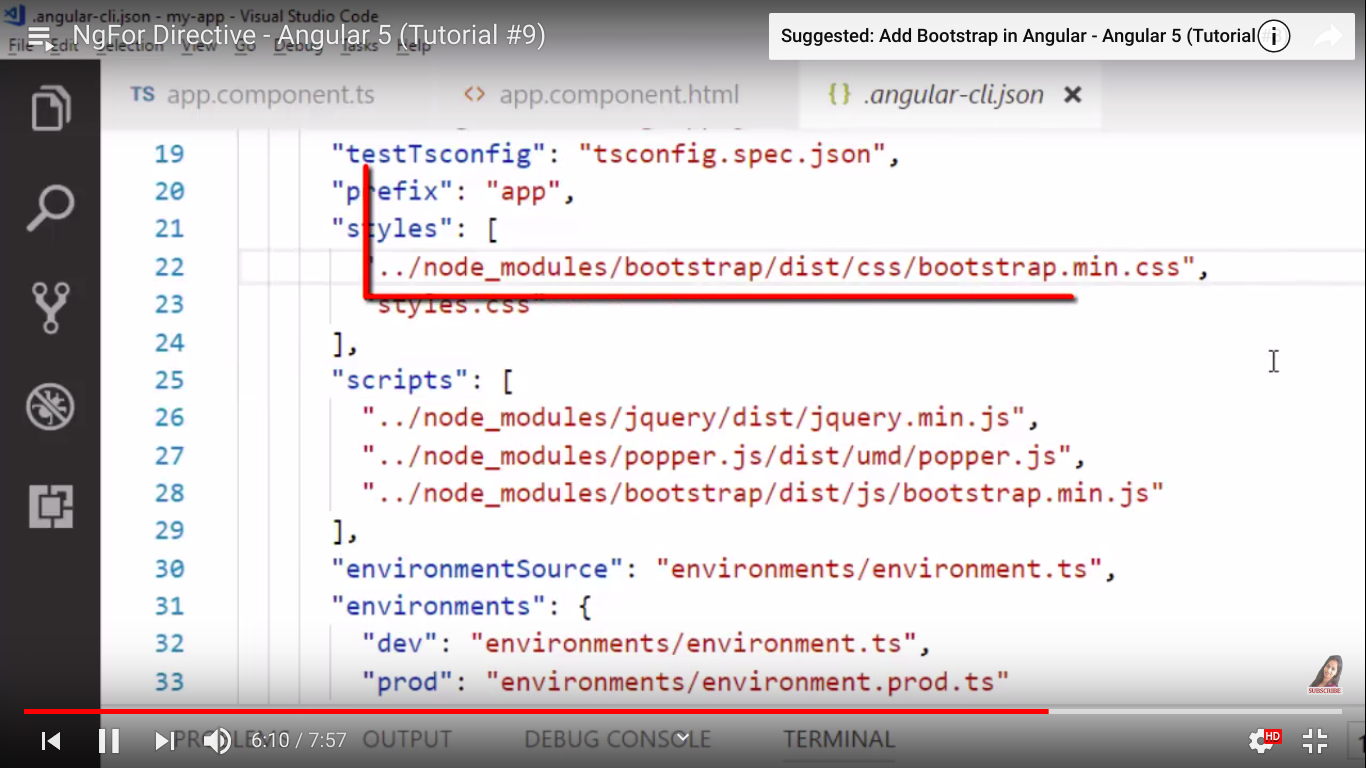 .angular-cli.json - my-app - Visual Studio Code
File Edit Selection View Go Debug Tasks Help
NgFor Directive - Angular 5 (Tutorial #9)
Suggested: Add Bootstrap in Angular - Angular 5 (Tutorial
TS app.component.ts <> app.component.html {} .angular-cli.json ×
19 "testTsconfig": "tsconfig.spec.json",
20 "prefix": "app",
21 "styles": [
22 "../node_modules/bootstrap/dist/css/bootstrap.min.css",
23 "styles.css"
24 ],
25 "scripts": [
26 "../node_modules/jquery/dist/jquery.min.js",
27 "../node_modules/popper.js/dist/umd/popper.js",
28 "../node_modules/bootstrap/dist/js/bootstrap.min.js"
29 ],
30 "environmentSource": "environments/environment.ts",
31 "environments": {
32 "dev": "environments/environment.ts",
33 "prod": "environments/environment.prod.ts"
SUBSCRIBE
6:10 / 7:57 OUTPUT DEBUG CONSOLE TERMINAL
HD